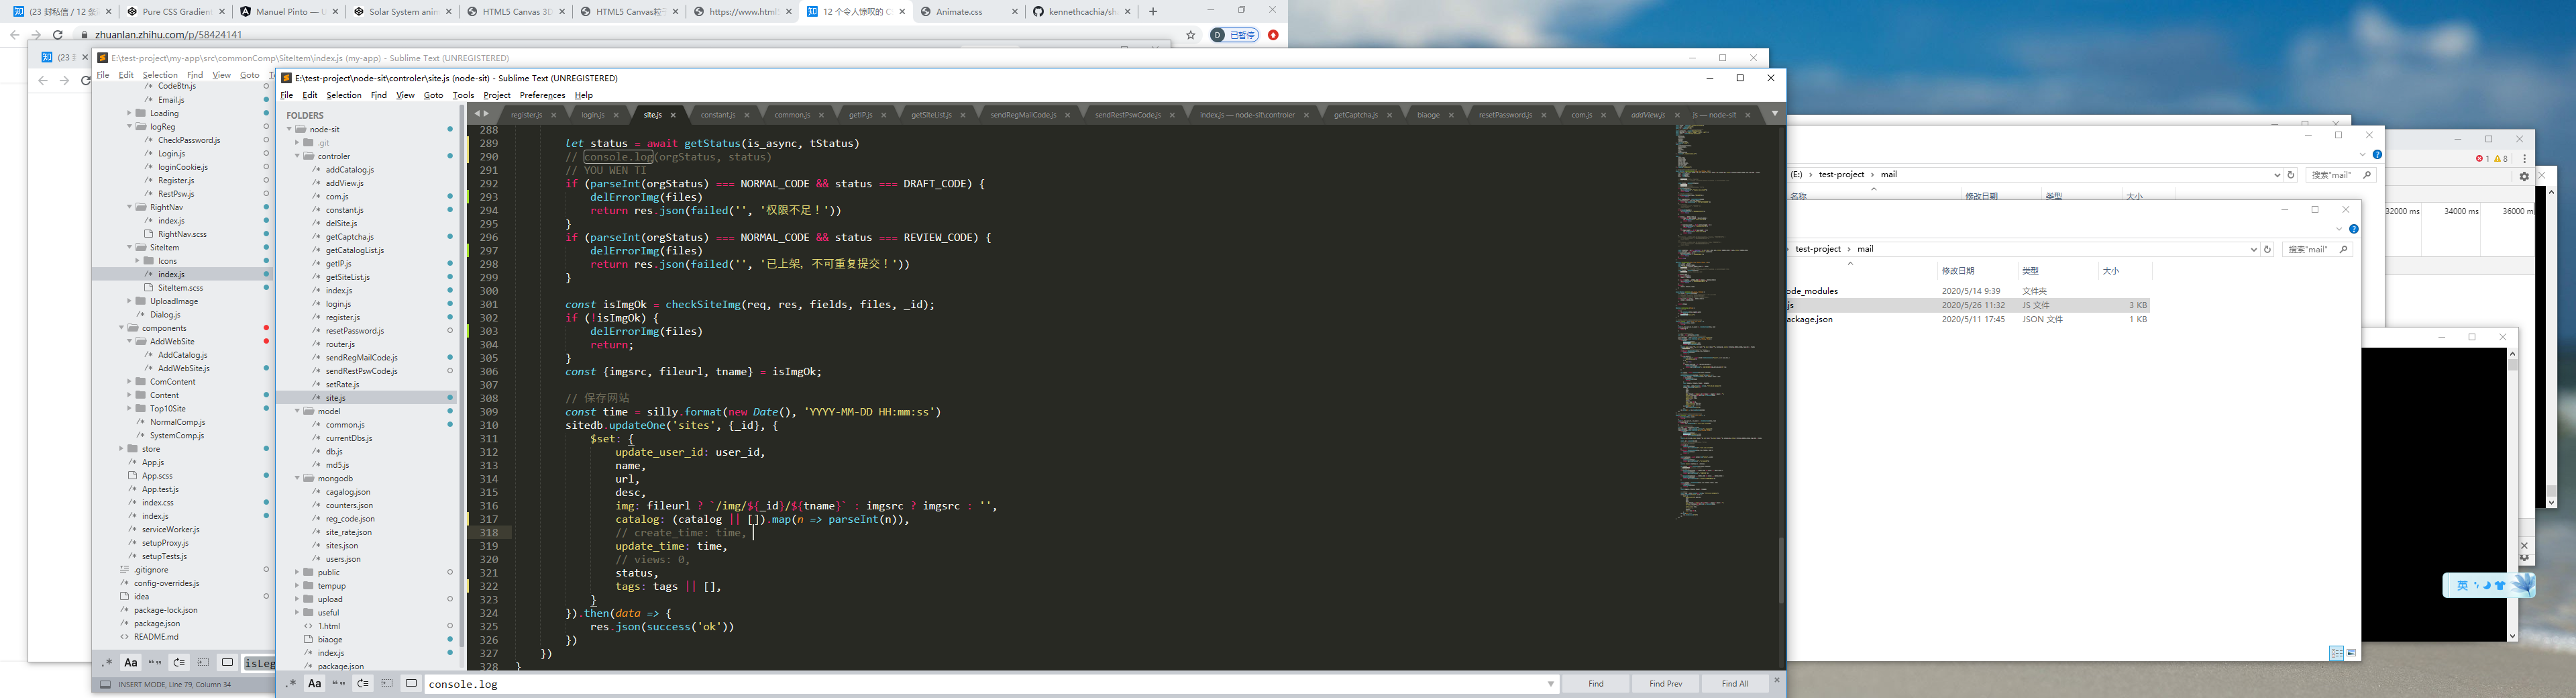 (23 封私信 / 12 条
Pure CSS Gradien
Manuel Pinto —
Solar System anim
HTML5 Canvas 3D
HTML5 Canvas粒子
https://www.html5
12 个令人惊叹的 C
Animate.css
kennethcachia/sha
zhuanlan.zhihu.com/p/58424141
D 已暂停
(23
E:\test-project\my-app\src\commonComp\SiteItem\index.js (my-app) - Sublime Text (UNREGISTERED)
File Edit Selection Find View Goto
CodeBtn.js
Email.js
Loading
logReg
CheckPassword.js
Login.js
loginCookie.js
Register.js
RestPsw.js
RightNav
index.js
RightNav.scss
SiteItem
Icons
index.js
SiteItem.scss
UploadImage
Dialog.js
components
AddWebSite
AddCatalog.js
AddWebSite.js
ComContent
Content
Top10Site
NormalComp.js
SystemComp.js
store
App.js
App.scss
App.test.js
index.css
index.js
serviceWorker.js
setupProxy.js
setupTests.js
.gitignore
config-overrides.js
idea
package-lock.json
package.json
README.md
.* Aa “”
isLeg
INSERT MODE, Line 79, Column 34
E:\test-project\node-sit\controler\site.js (node-sit) - Sublime Text (UNREGISTERED)
File Edit Selection Find View Goto Tools Project Preferences Help
FOLDERS
node-sit
.git
controler
addCatalog.js
addView.js
com.js
constant.js
delSite.js
getCaptcha.js
getCatalogList.js
getIP.js
getSiteList.js
index.js
login.js
register.js
resetPassword.js
router.js
sendRegMailCode.js
sendRestPswCode.js
setRate.js
site.js
model
common.js
currentDbs.js
db.js
md5.js
mongodb
cagalog.json
counters.json
reg_code.json
site_rate.json
sites.json
users.json
public
tempup
upload
useful
1.html
biaoge
index.js
package.json
register.js login.js site.js constant.js common.js getIP.js getSiteList.js sendRegMailCode.js sendRestPswCode.js index.js — node-sit\controler getCaptcha.js biaoge resetPassword.js com.js addView.js js — node-sit
288
289 let status = await getStatus(is_async, tStatus)
290 // console.log(orgStatus, status)
291 // YOU WEN TI
292 if (parseInt(orgStatus) === NORMAL_CODE && status === DRAFT_CODE) {
293 delErrorImg(files)
294 return res.json(failed('', '权限不足！'))
295 }
296 if (parseInt(orgStatus) === NORMAL_CODE && status === REVIEW_CODE) {
297 delErrorImg(files)
298 return res.json(failed('', '已上架，不可重复提交！'))
299 }
300
301 const isImgOk = checkSiteImg(req, res, fields, files, _id);
302 if (!isImgOk) {
303 delErrorImg(files)
304 return;
305 }
306 const {imgsrc, fileurl, tname} = isImgOk;
307
308 // 保存网站
309 const time = silly.format(new Date(), 'YYYY-MM-DD HH:mm:ss')
310 sitedb.updateOne('sites', {_id}, {
311 $set: {
312 update_user_id: user_id,
313 name,
314 url,
315 desc,
316 img: fileurl ? `/img/${_id}/${tname}` : imgsrc ? imgsrc : '',
317 catalog: (catalog || []).map(n => parseInt(n)),
318 // create_time: time,
319 update_time: time,
320 // views: 0,
321 status,
322 tags: tags || [],
323 }
324 }).then(data => {
325 res.json(success('ok'))
326 })
327 })
328 }
.* Aa “” console.log Find Find Prev Find All
(E:) › test-project › mail
搜索"mail"
名称 修改日期 类型 大小
test-project › mail
搜索"mail"
修改日期 类型 大小
ode_modules 2020/5/14 9:39 文件夹
.js 2020/5/26 11:32 JS 文件 3 KB
ackage.json 2020/5/11 17:45 JSON 文件 1 KB
1 8
32000 ms 34000 ms 36000 m
英